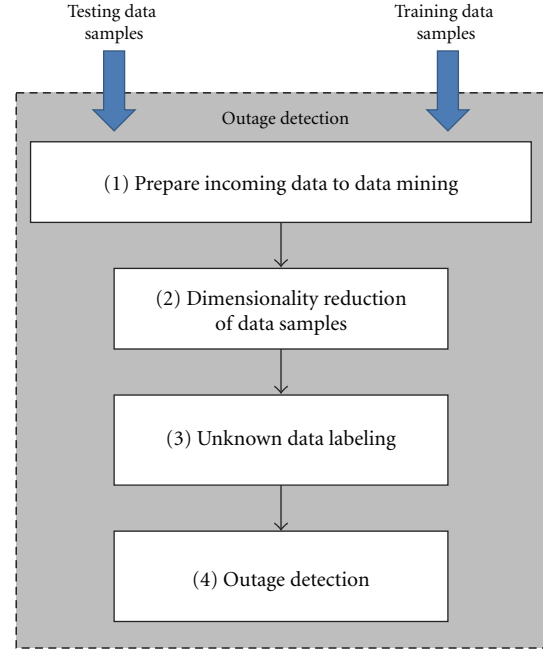 Testing data
samples
Training data
samples
Outage detection
(1) Prepare incoming data to data mining
(2) Dimensionality reduction
of data samples
(3) Unknown data labeling
(4) Outage detection